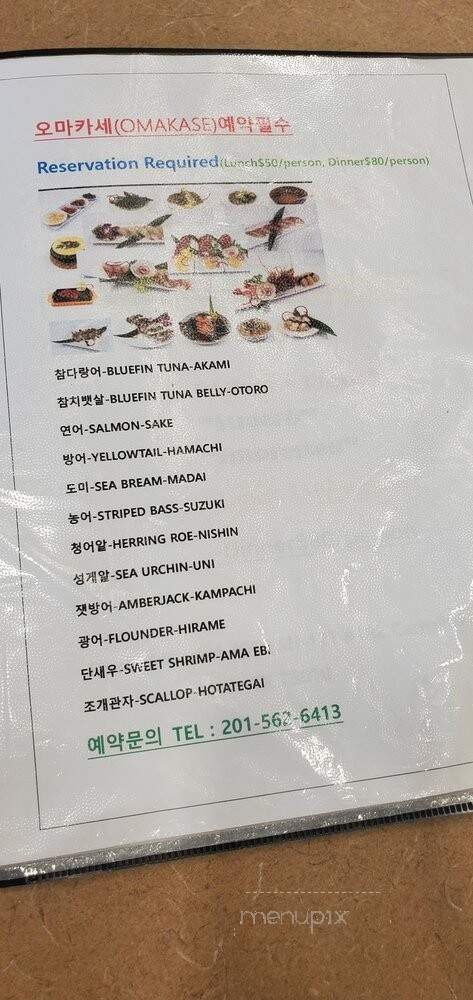 오마카세(OMAKASE)예약필수
Reservation Required(Lunch$50/person, Dinner$80/person)
참다랑어-BLUEFIN TUNA-AKAMI
참치뱃살-BLUEFIN TUNA BELLY-OTORO
연어-SALMON-SAKE
방어-YELLOWTAIL-HAMACHI
도미-SEA BREAM-MADAI
농어-STRIPED BASS-SUZUKI
청어알-HERRING ROE-NISHIN
성게알-SEA URCHIN-UNI
잿방어-AMBERJACK-KAMPACHI
광어-FLOUNDER-HIRAME
단새우-SWEET SHRIMP-AMA EBI
조개관자-SCALLOP-HOTATEGAI
예약문의 TEL : 201-562-6413
menupix